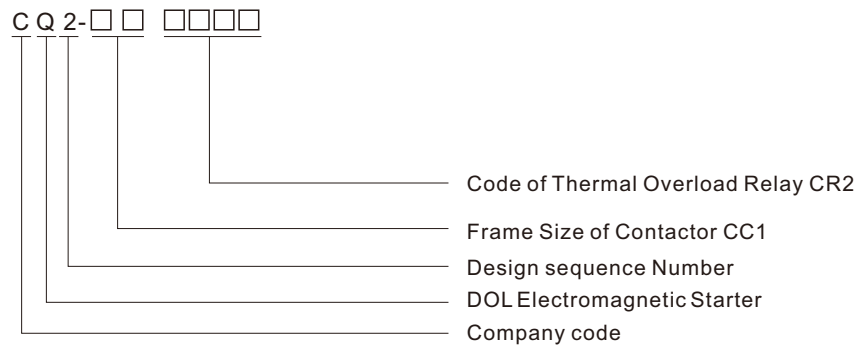 C Q 2-□ □ □□□□
Code of Thermal Overload Relay CR2
Frame Size of Contactor CC1
Design sequence Number
DOL Electromagnetic Starter
Company code